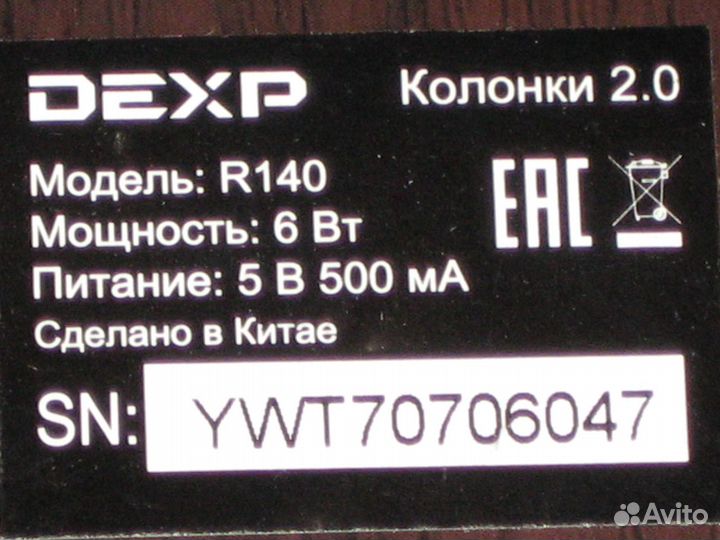 DEXP
Колонки 2.0
Модель: R140
Мощность: 6 Вт
Питание: 5 В 500 мА
Сделано в Китае
EAC
SN: YWT70706047
Avito